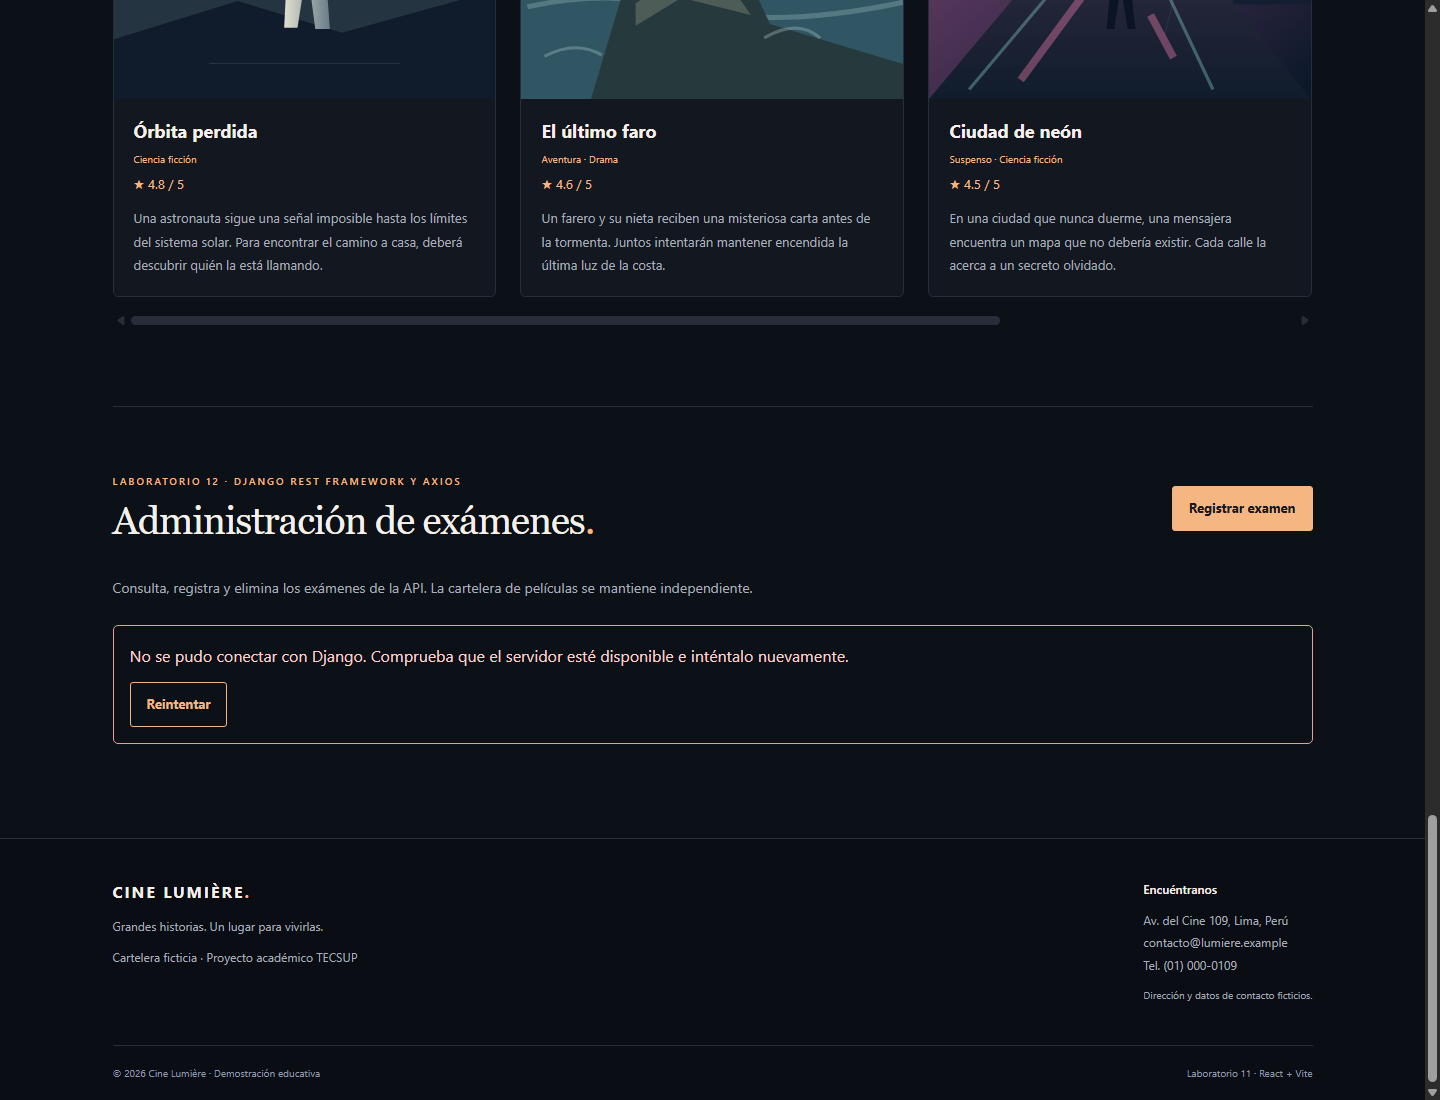 Órbita perdida
Ciencia ficción
★ 4.8 / 5
Una astronauta sigue una señal imposible hasta los límites
del sistema solar. Para encontrar el camino a casa, deberá
descubrir quién la está llamando.
El último faro
Aventura · Drama
★ 4.6 / 5
Un farero y su nieta reciben una misteriosa carta antes de
la tormenta. Juntos intentarán mantener encendida la
última luz de la costa.
Ciudad de neón
Suspenso · Ciencia ficción
★ 4.5 / 5
En una ciudad que nunca duerme, una mensajera
encuentra un mapa que no debería existir. Cada calle la
acerca a un secreto olvidado.
LABORATORIO 12 · DJANGO REST FRAMEWORK Y AXIOS
Administración de exámenes.
Registrar examen
Consulta, registra y elimina los exámenes de la API. La cartelera de películas se mantiene independiente.
No se pudo conectar con Django. Comprueba que el servidor esté disponible e inténtalo nuevamente.
Reintentar
CINE LUMIÈRE.
Grandes historias. Un lugar para vivirlas.
Cartelera ficticia · Proyecto académico TECSUP
Encuéntranos
Av. del Cine 109, Lima, Perú
contacto@lumiere.example
Tel. (01) 000-0109
Dirección y datos de contacto ficticios.
© 2026 Cine Lumière · Demostración educativa
Laboratorio 11 · React + Vite